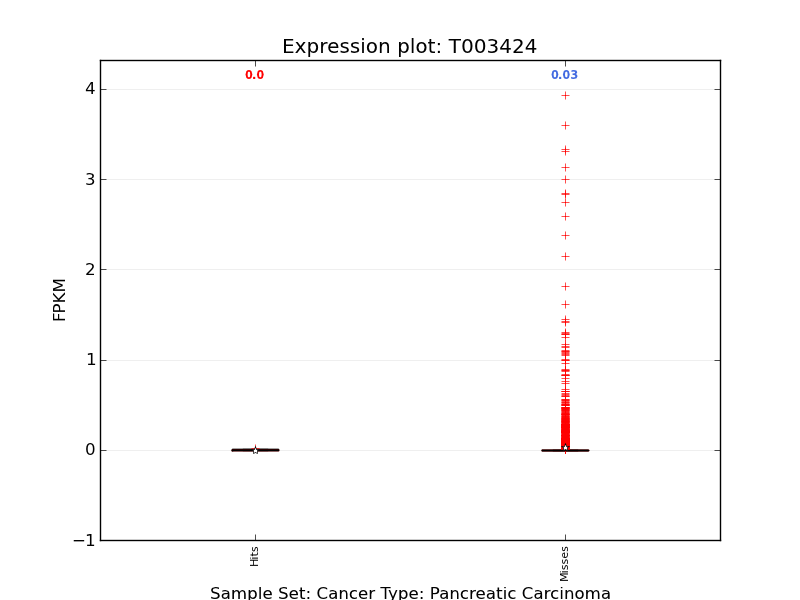 Expression plot: T003424
0.0
0.03
4
3
2
1
0
−1
FPKM
Hits
Misses
Sample Set: Cancer Type: Pancreatic Carcinoma